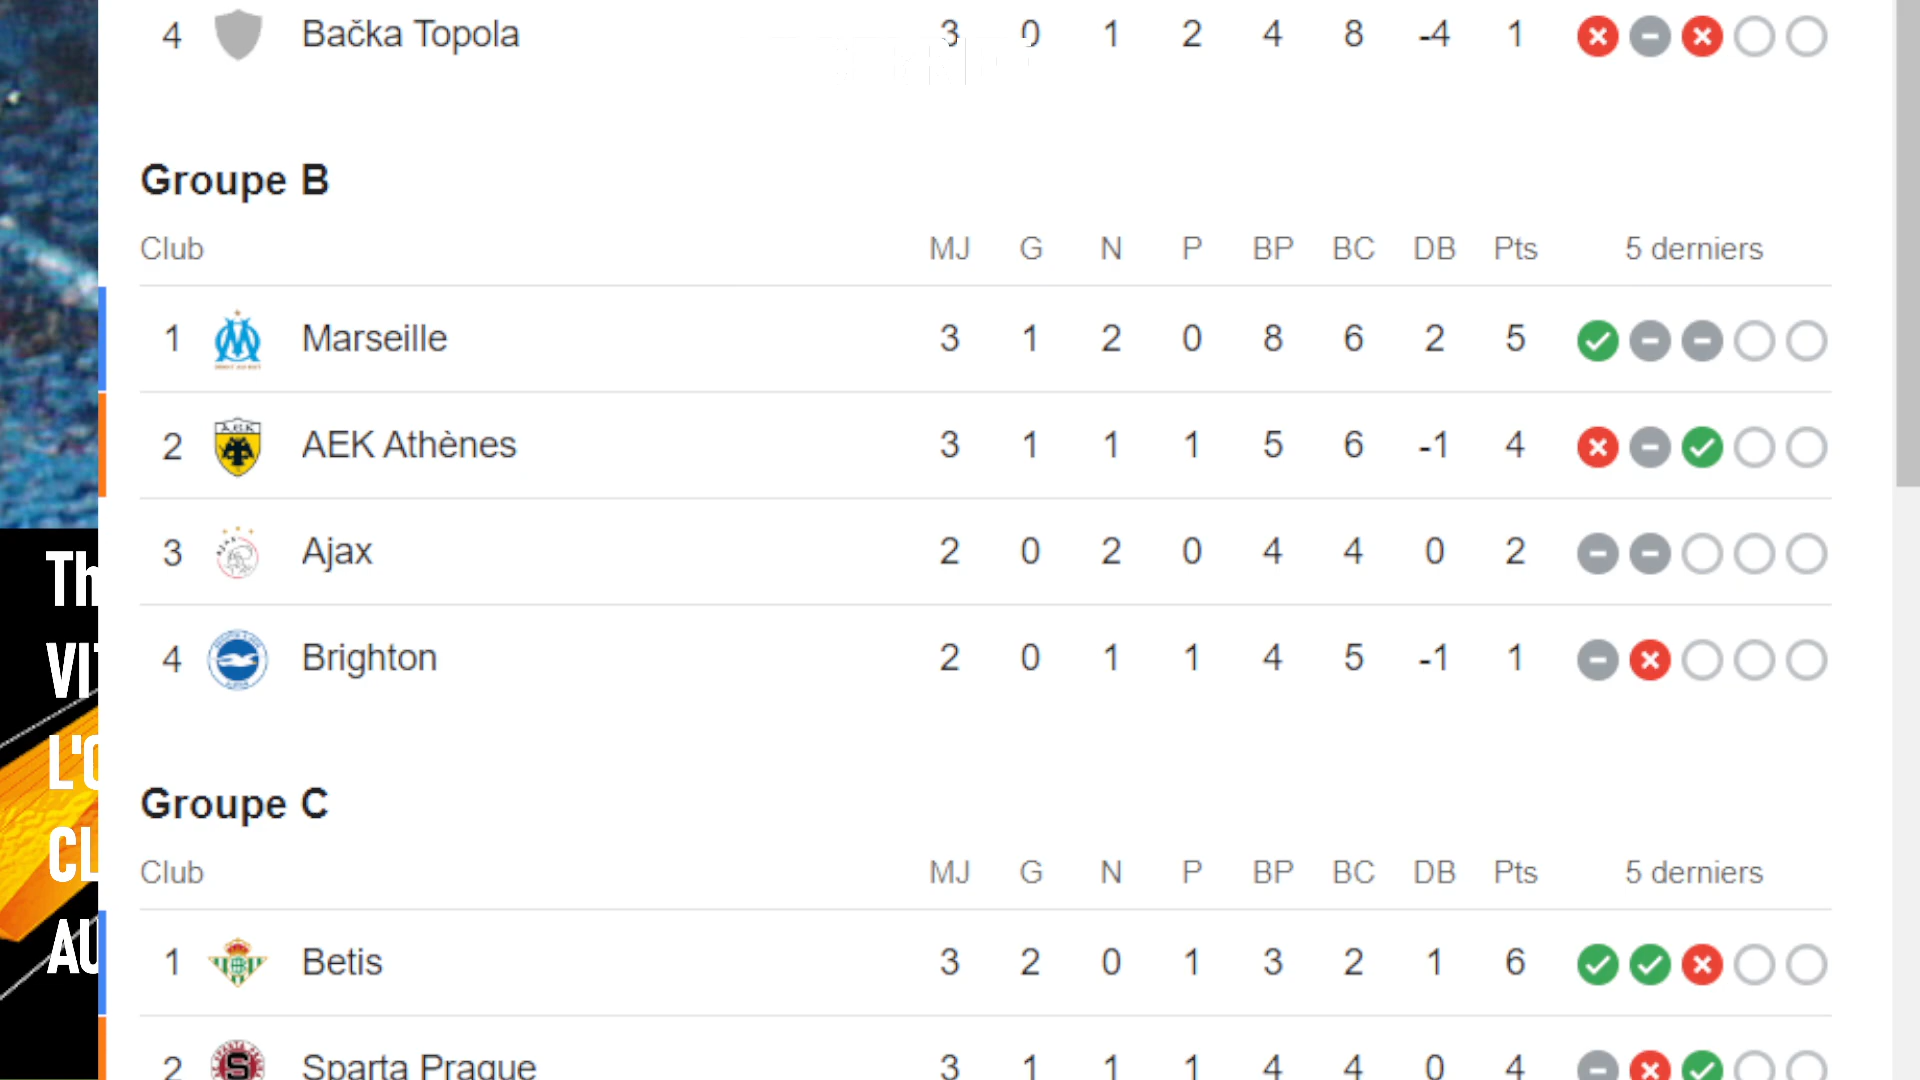 4 Bačka Topola 3 0 1 2 4 8 -4 1
Groupe B
Club MJ G N P BP BC DB Pts 5 derniers
1 Marseille 3 1 2 0 8 6 2 5
2 AEK Athènes 3 1 1 1 5 6 -1 4
3 Ajax 2 0 2 0 4 4 0 2
4 Brighton 2 0 1 1 4 5 -1 1
Groupe C
Club MJ G N P BP BC DB Pts 5 derniers
1 Betis 3 2 0 1 3 2 1 6
2 Sparta Prague 3 1 1 1 4 4 0 4
Th
VI
L'O
CL
AU